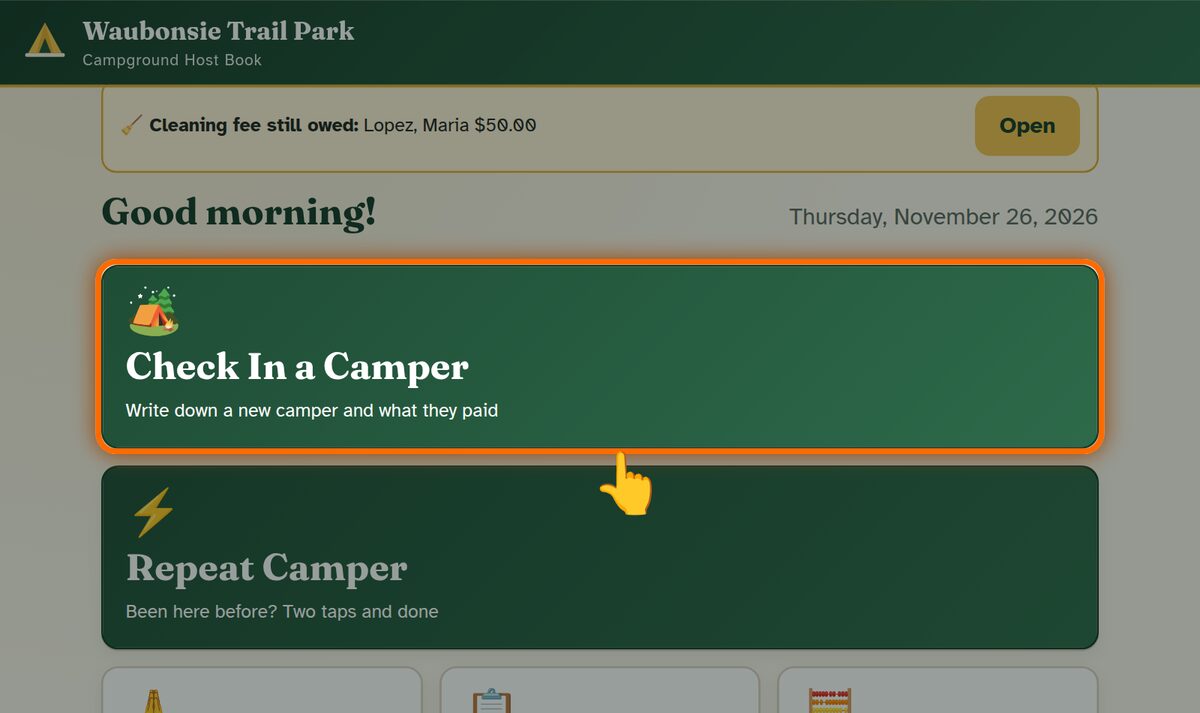 Waubonsie Trail Park
Campground Host Book
Cleaning fee still owed: Lopez, Maria $50.00
Open
Good morning!
Thursday, November 26, 2026
Check In a Camper
Write down a new camper and what they paid
Repeat Camper
Been here before? Two taps and done